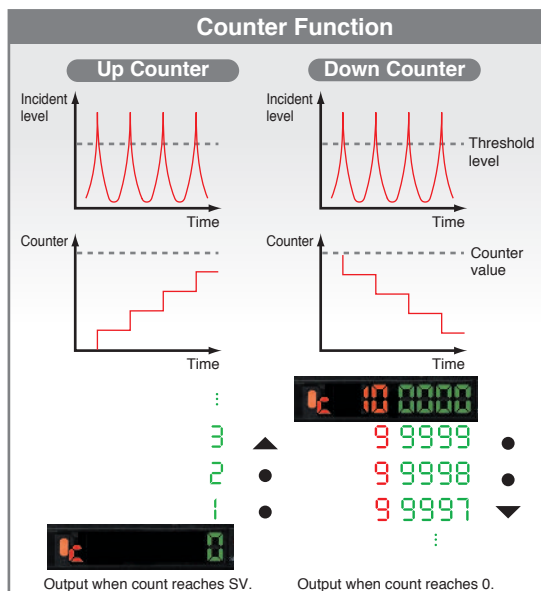 Counter Function
Up Counter
Down Counter
Incident level
Time
Incident level
Threshold level
Time
Counter
Time
Counter
Counter value
Time
⋮
3
2
1
c 0
c 10 0000
9 9999
9 9998
9 9997
⋮
Output when count reaches SV.
Output when count reaches 0.